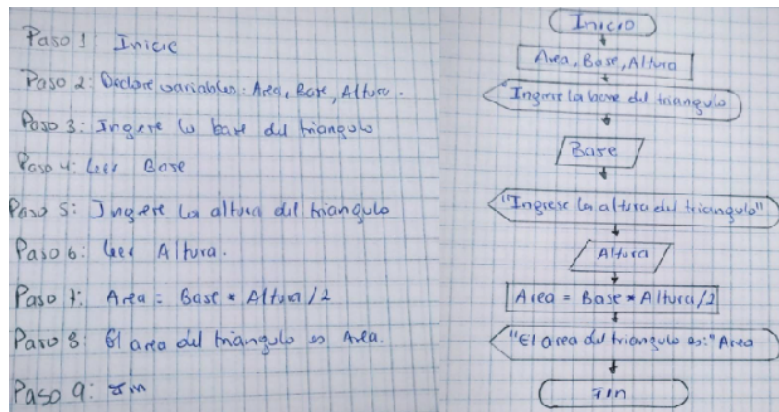 Paso 1: Inicie
Paso 2: Declare variables: Area, Base, Altura.
Paso 3: Ingrese la base del triangulo
Paso 4: Leer Base
Paso 5: Ingrese la altura del triangulo
Paso 6: Leer Altura.
Paso 7: Area = Base * Altura/2
Paso 8: El area del triangulo es Area.
Paso 9: Fin
Inicio
Area, Base, Altura
"Ingrese la base del triangulo
Base
"Ingrese la altura del triangulo"
Altura
Area = Base * Altura/2
"El area del triangulo es:" Area
Fin